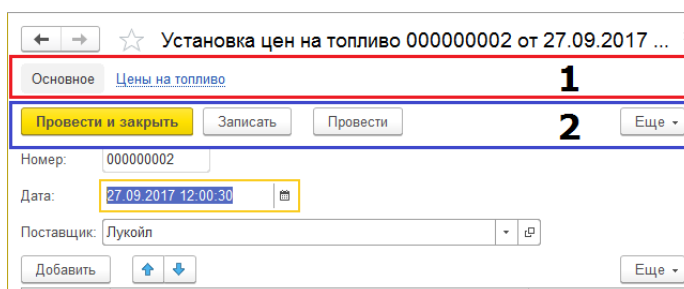 Установка цен на топливо 000000002 от 27.09.2017 ...
Основное Цены на топливо 1
Провести и закрыть Записать Провести 2 Еще
Номер: 000000002
Дата: 27.09.2017 12:00:30
Поставщик: Лукойл
Добавить Еще